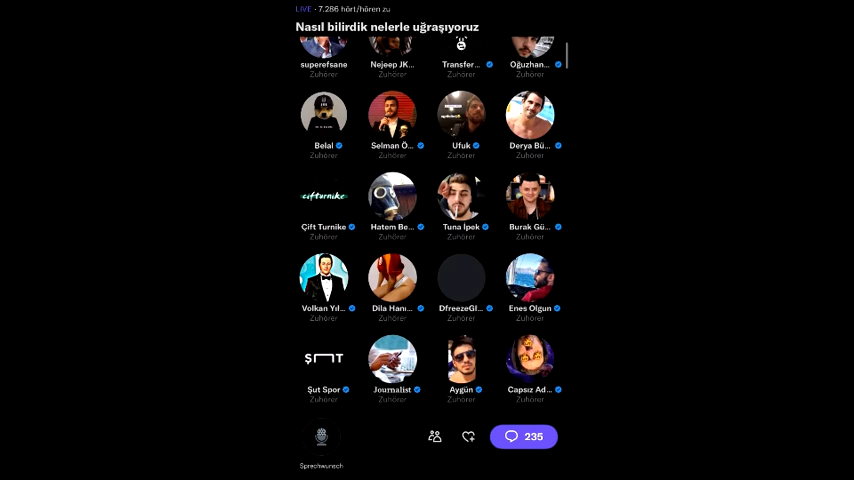 LIVE · 7.286 hört/hören zu
Nasıl bilirdik nelerle uğraşıyoruz
superefsane Nejeep JK... Transfer... Oğuzhan...
Zuhörer Zuhörer Zuhörer Zuhörer
Belal Selman Ö... Ufuk Derya Bü...
Zuhörer Zuhörer Zuhörer Zuhörer
çifturnike
Çift Turnike Hatem Be... Tuna İpek Burak Gü...
Zuhörer Zuhörer Zuhörer Zuhörer
Volkan Yıl... Dila Hanı... DfreezeGl... Enes Olgun
Zuhörer Zuhörer Zuhörer Zuhörer
Şut Spor Journalist Aygün Capsız Ad...
Zuhörer Zuhörer Zuhörer Zuhörer
235
Sprechwunsch